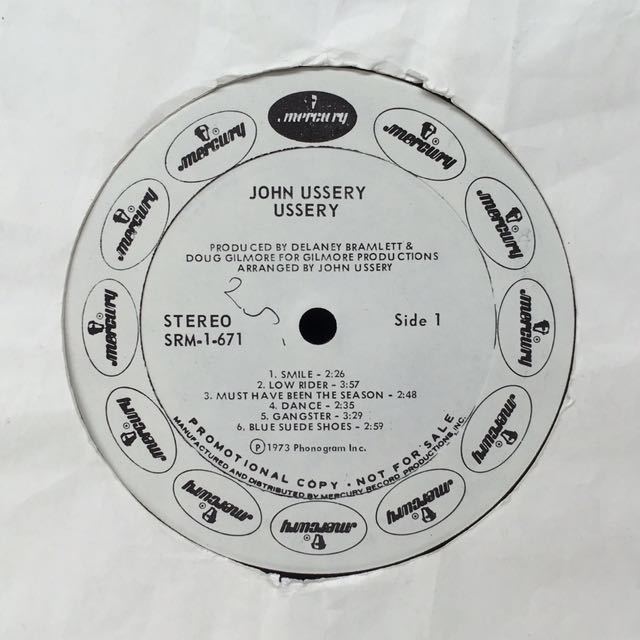 mercury
mercury
mercury
mercury
mercury
mercury
mercury
mercury
mercury
mercury
mercury
mercury
JOHN USSERY
USSERY
PRODUCED BY DELANEY BRAMLETT &
DOUG GILMORE FOR GILMORE PRODUCTIONS
ARRANGED BY JOHN USSERY
STEREO
SRM-1-671
Side 1
1. SMILE - 2:26
2. LOW RIDER - 3:57
3. MUST HAVE BEEN THE SEASON - 2:48
4. DANCE - 2:35
5. GANGSTER - 3:29
6. BLUE SUEDE SHOES - 2:59
Ⓟ 1973 Phonogram Inc.
PROMOTIONAL COPY • NOT FOR SALE
MANUFACTURED AND DISTRIBUTED BY MERCURY RECORD PRODUCTIONS, INC.